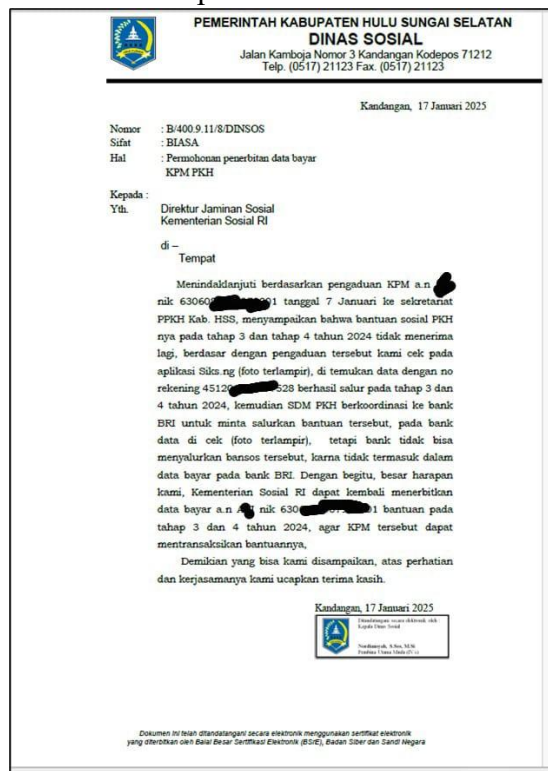 PEMERINTAH KABUPATEN HULU SUNGAI SELATAN
DINAS SOSIAL
Jalan Kamboja Nomor 3 Kandangan Kodepos 71212
Telp. (0517) 21123 Fax. (0517) 21123
Kandangan, 17 Januari 2025
Nomor : B/400.9.11/8/DINSOS
Sifat : BIASA
Hal : Permohonan penerbitan data bayar
KPM PKH
Kepada :
Yth. Direktur Jaminan Sosial
Kementerian Sosial RI
di –
Tempat
Menindaklanjuti berdasarkan pengaduan KPM a.n
nik tanggal 7 Januari ke sekretariat
PPKH Kab. HSS, menyampaikan bahwa bantuan sosial PKH
nya pada tahap 3 dan tahap 4 tahun 2024 tidak menerima
lagi, berdasar dengan pengaduan tersebut kami cek pada
aplikasi Siks.ng (foto terlampir), di temukan data dengan no
rekening berhasil salur pada tahap 3 dan
4 tahun 2024, kemudian SDM PKH berkoordinasi ke bank
BRI untuk minta salurkan bantuan tersebut, pada bank
data di cek (foto terlampir), tetapi bank tidak bisa
menyalurkan bansos tersebut, karna tidak termasuk dalam
data bayar pada bank BRI. Dengan begitu, besar harapan
kami, Kementerian Sosial RI dapat kembali menerbitkan
data bayar a.n nik bantuan pada
tahap 3 dan 4 tahun 2024, agar KPM tersebut dapat
mentransaksikan bantuannya,
Demikian yang bisa kami disampaikan, atas perhatian
dan kerjasamanya kami ucapkan terima kasih.
Kandangan, 17 Januari 2025
Ditandatangani secara elektronik oleh :
Kepala Dinas Sosial
Dokumen ini telah ditandatangani secara elektronik menggunakan sertifikat elektronik
yang diterbitkan oleh Balai Besar Sertifikasi Elektronik (BSrE), Badan Siber dan Sandi Negara